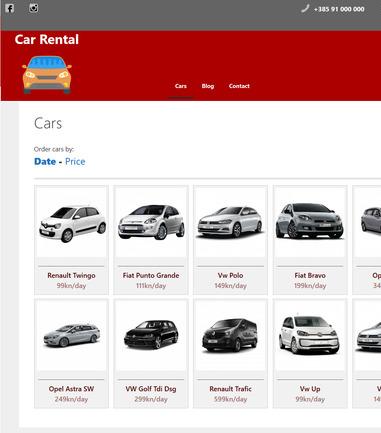 +385 91 000 000
Car Rental
Cars Blog Contact
Cars
Order cars by:
Date - Price
Renault Twingo Fiat Punto Grande Vw Polo Fiat Bravo Op
99kn/day 111kn/day 149kn/day 199kn/day 34
Opel Astra SW VW Golf Tdi Dsg Renault Trafic Vw Up V
249kn/day 299kn/day 599kn/day 99kn/day 14